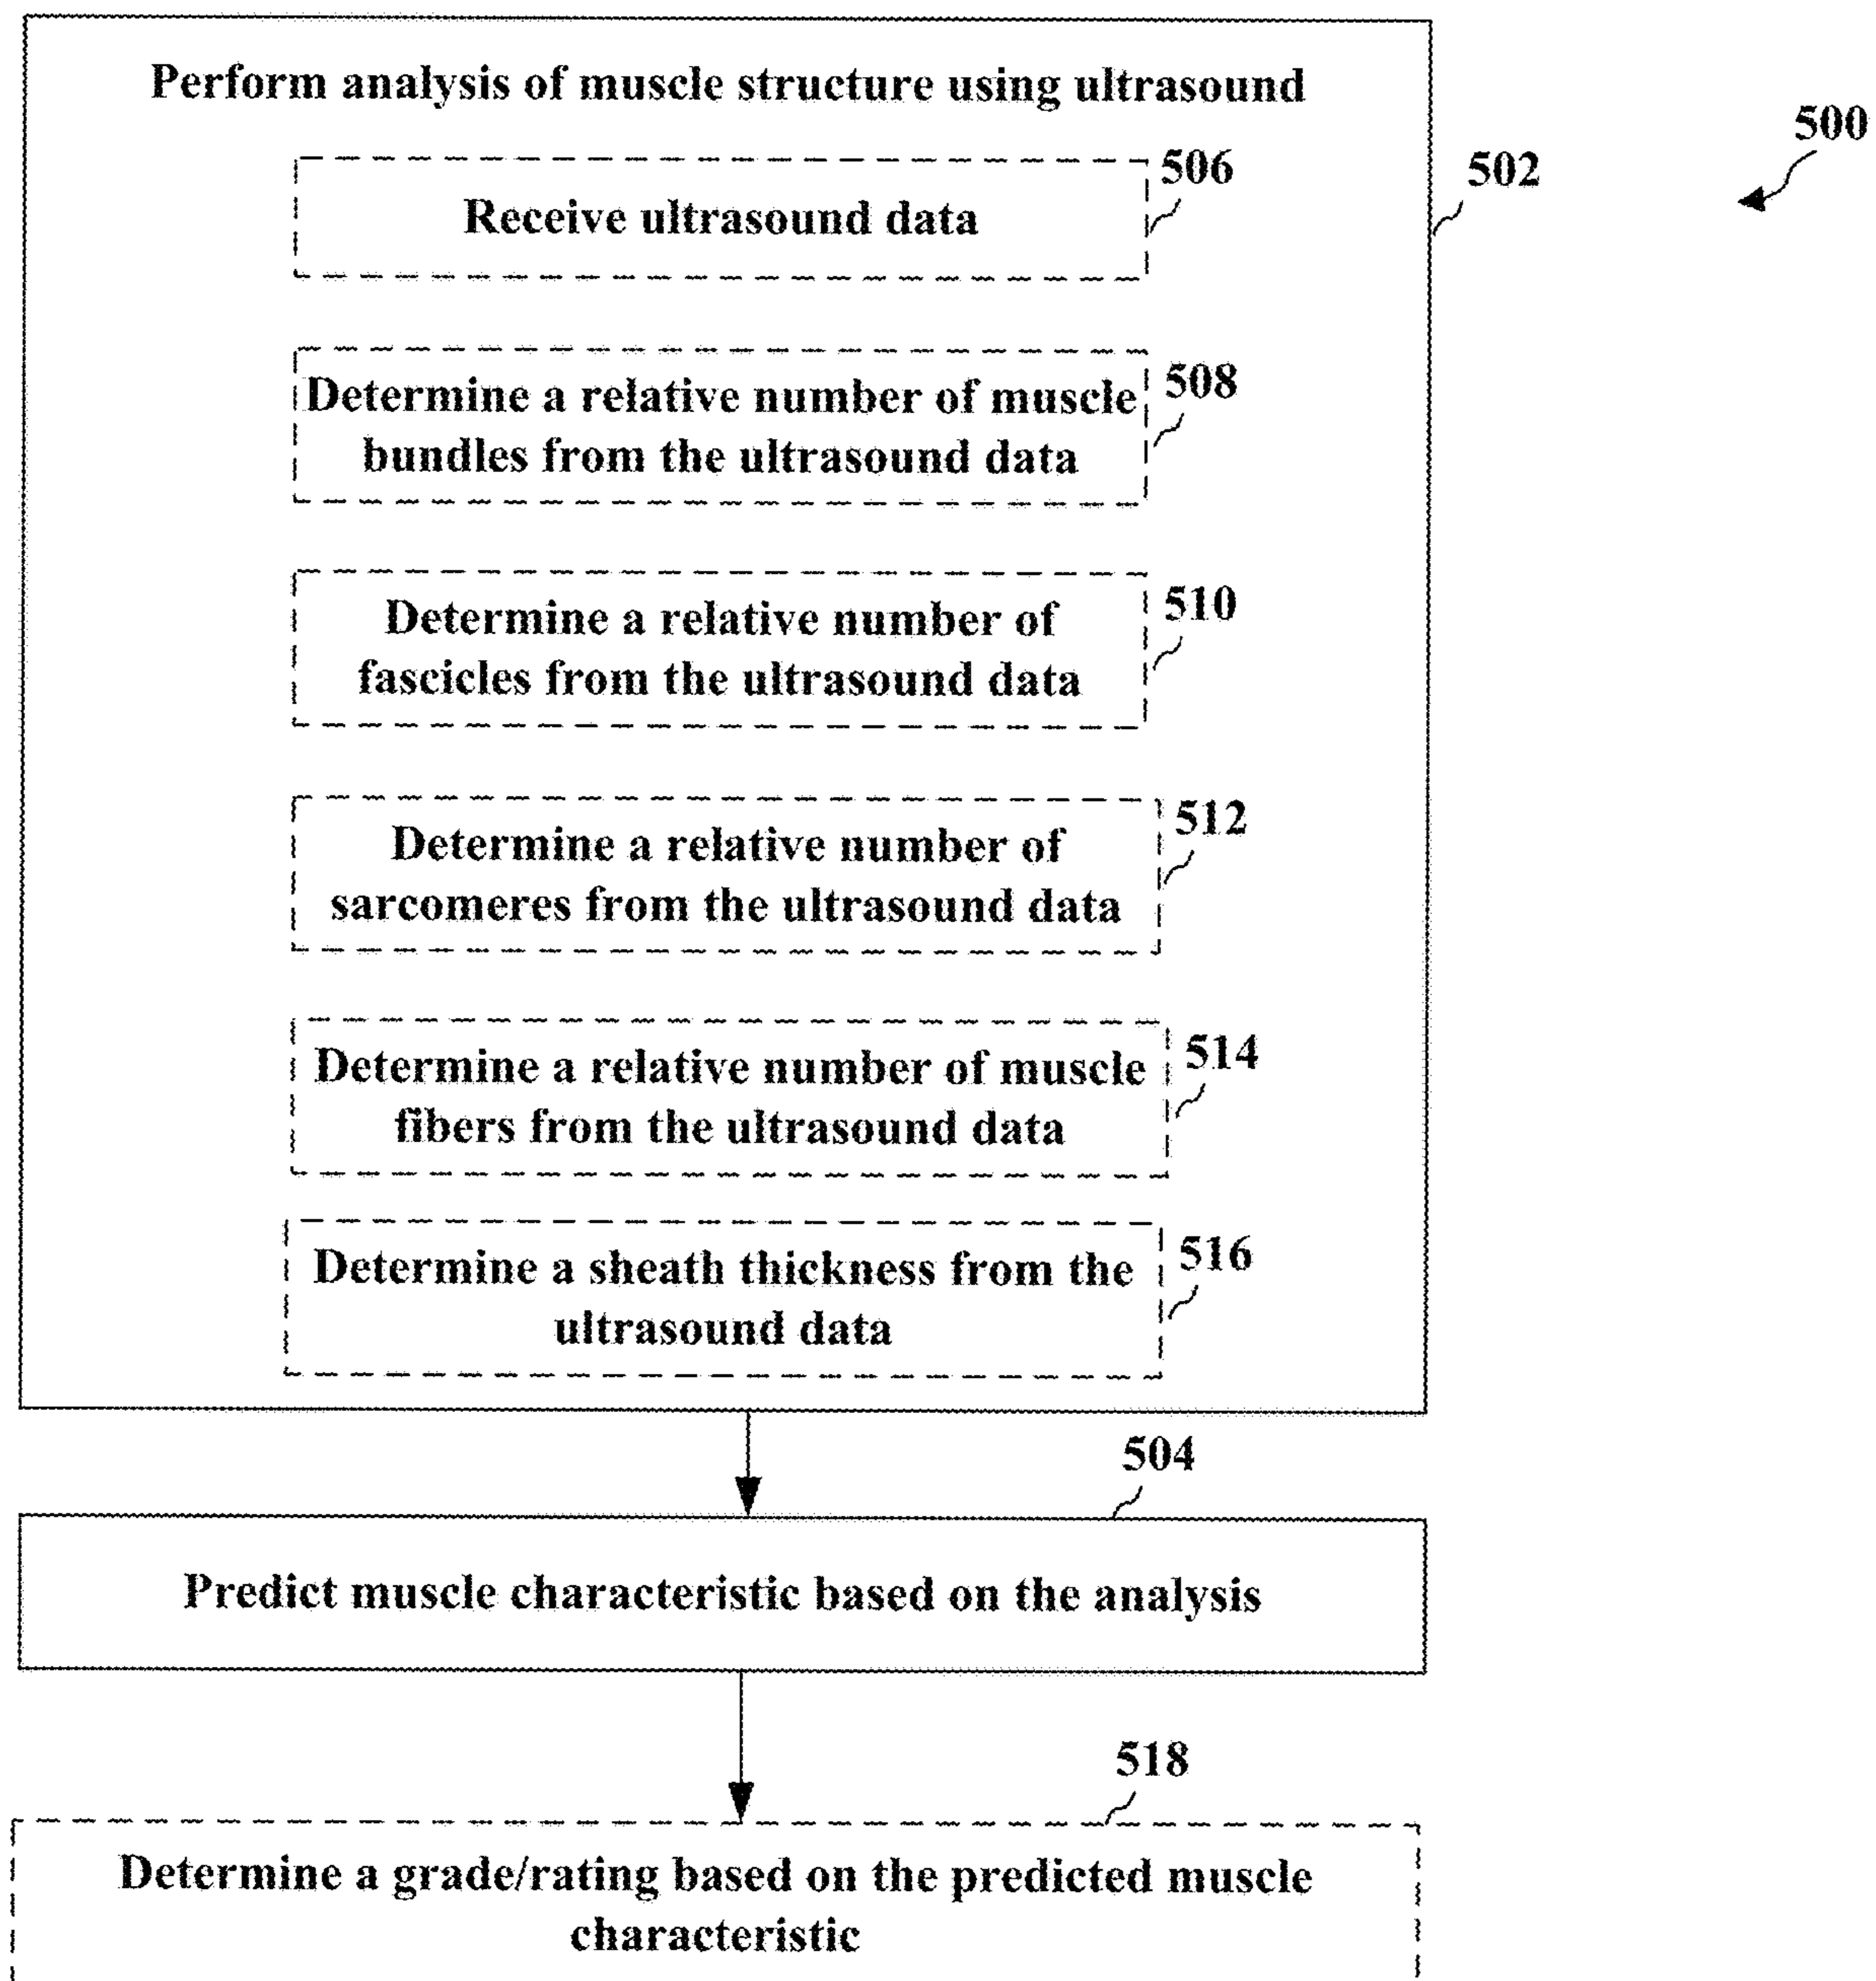 Perform analysis of muscle structure using ultrasound
500
502
506
Receive ultrasound data
508
Determine a relative number of muscle
bundles from the ultrasound data
510
Determine a relative number of
fascicles from the ultrasound data
512
Determine a relative number of
sarcomeres from the ultrasound data
514
Determine a relative number of muscle
fibers from the ultrasound data
516
Determine a sheath thickness from the
ultrasound data
504
Predict muscle characteristic based on the analysis
518
Determine a grade/rating based on the predicted muscle
characteristic